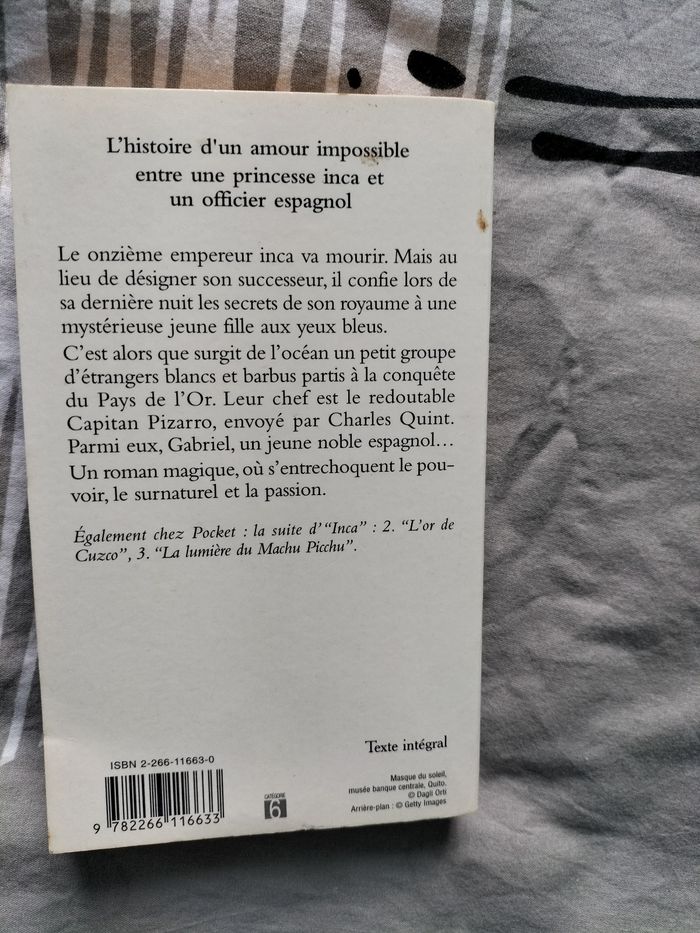 L'histoire d'un amour impossible
entre une princesse inca et
un officier espagnol
Le onzième empereur inca va mourir. Mais au
lieu de désigner son successeur, il confie lors de
sa dernière nuit les secrets de son royaume à une
mystérieuse jeune fille aux yeux bleus.
C'est alors que surgit de l'océan un petit groupe
d'étrangers blancs et barbus partis à la conquête
du Pays de l'Or. Leur chef est le redoutable
Capitan Pizarro, envoyé par Charles Quint.
Parmi eux, Gabriel, un jeune noble espagnol…
Un roman magique, où s'entrechoquent le pou-
voir, le surnaturel et la passion.
Également chez Pocket : la suite d'"Inca" : 2. "L'or de
Cuzco", 3. "La lumière du Machu Picchu".
Texte intégral
ISBN 2-266-11663-0
9 782266 116633
CATÉGORIE
6
Masque du soleil,
musée banque centrale, Quito.
© Dagli Orti
Arrière-plan : © Getty Images